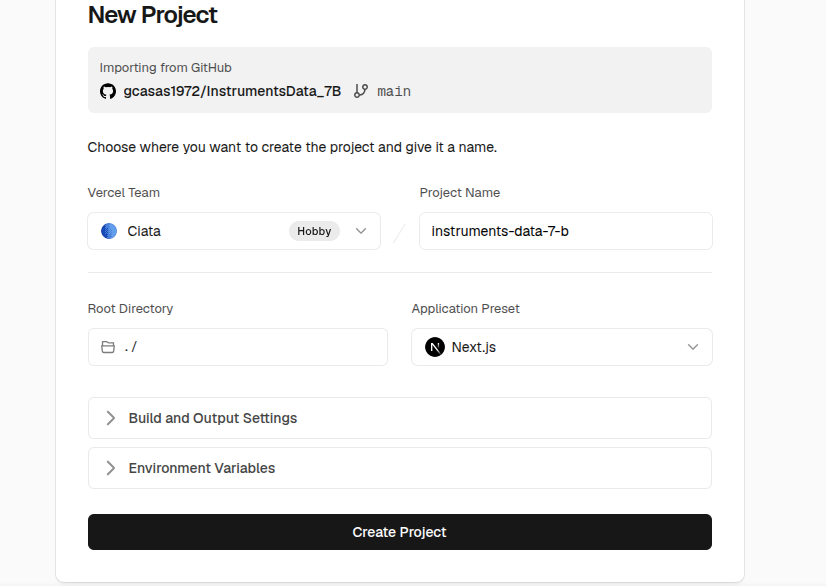 New Project
Importing from GitHub
gcasas1972/InstrumentsData_7B main
Choose where you want to create the project and give it a name.
Vercel Team
Project Name
Ciata Hobby / instruments-data-7-b
Root Directory
Application Preset
./
N Next.js
Build and Output Settings
Environment Variables
Create Project